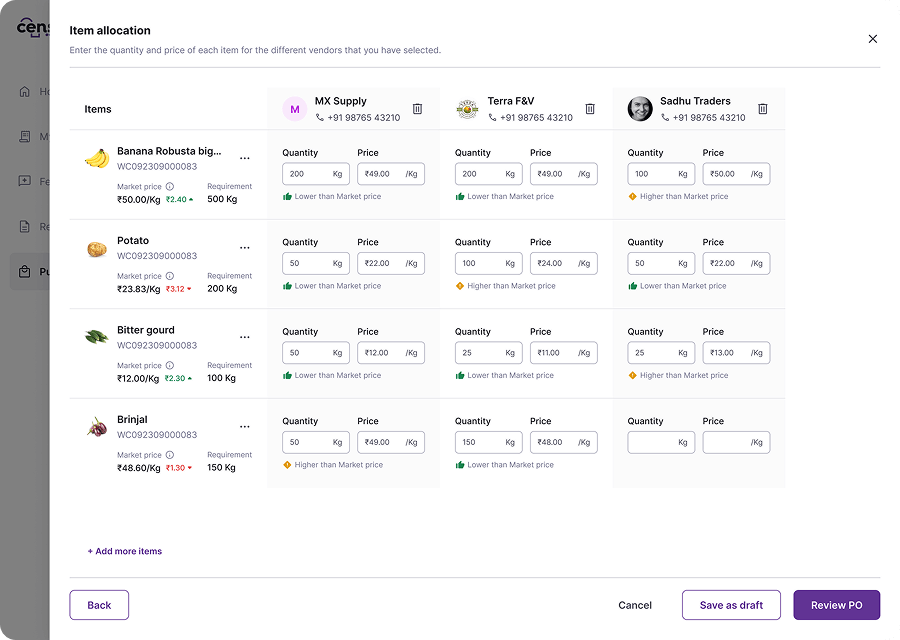 Item allocation
Enter the quantity and price of each item for the different vendors that you have selected.
Items
M
MX Supply
+91 98765 43210
Terra F&V
+91 98765 43210
Sadhu Traders
+91 98765 43210
Banana Robusta big...
WC092309000083
Market price Requirement
₹50.00/Kg ₹2.40 500 Kg
Quantity Price
200 Kg ₹49.00 /Kg
Lower than Market price
Quantity Price
200 Kg ₹49.00 /Kg
Lower than Market price
Quantity Price
100 Kg ₹50.00 /Kg
Higher than Market price
Potato
WC092309000083
Market price Requirement
₹23.83/Kg ₹3.12 200 Kg
Quantity Price
50 Kg ₹22.00 /Kg
Lower than Market price
Quantity Price
100 Kg ₹24.00 /Kg
Higher than Market price
Quantity Price
50 Kg ₹22.00 /Kg
Lower than Market price
Bitter gourd
WC092309000083
Market price Requirement
₹12.00/Kg ₹2.30 100 Kg
Quantity Price
50 Kg ₹12.00 /Kg
Lower than Market price
Quantity Price
25 Kg ₹11.00 /Kg
Lower than Market price
Quantity Price
25 Kg ₹13.00 /Kg
Higher than Market price
Brinjal
WC092309000083
Market price Requirement
₹48.60/Kg ₹1.30 150 Kg
Quantity Price
50 Kg ₹49.00 /Kg
Higher than Market price
Quantity Price
150 Kg ₹48.00 /Kg
Lower than Market price
Quantity Price
Kg /Kg
+ Add more items
Back
Cancel
Save as draft
Review PO